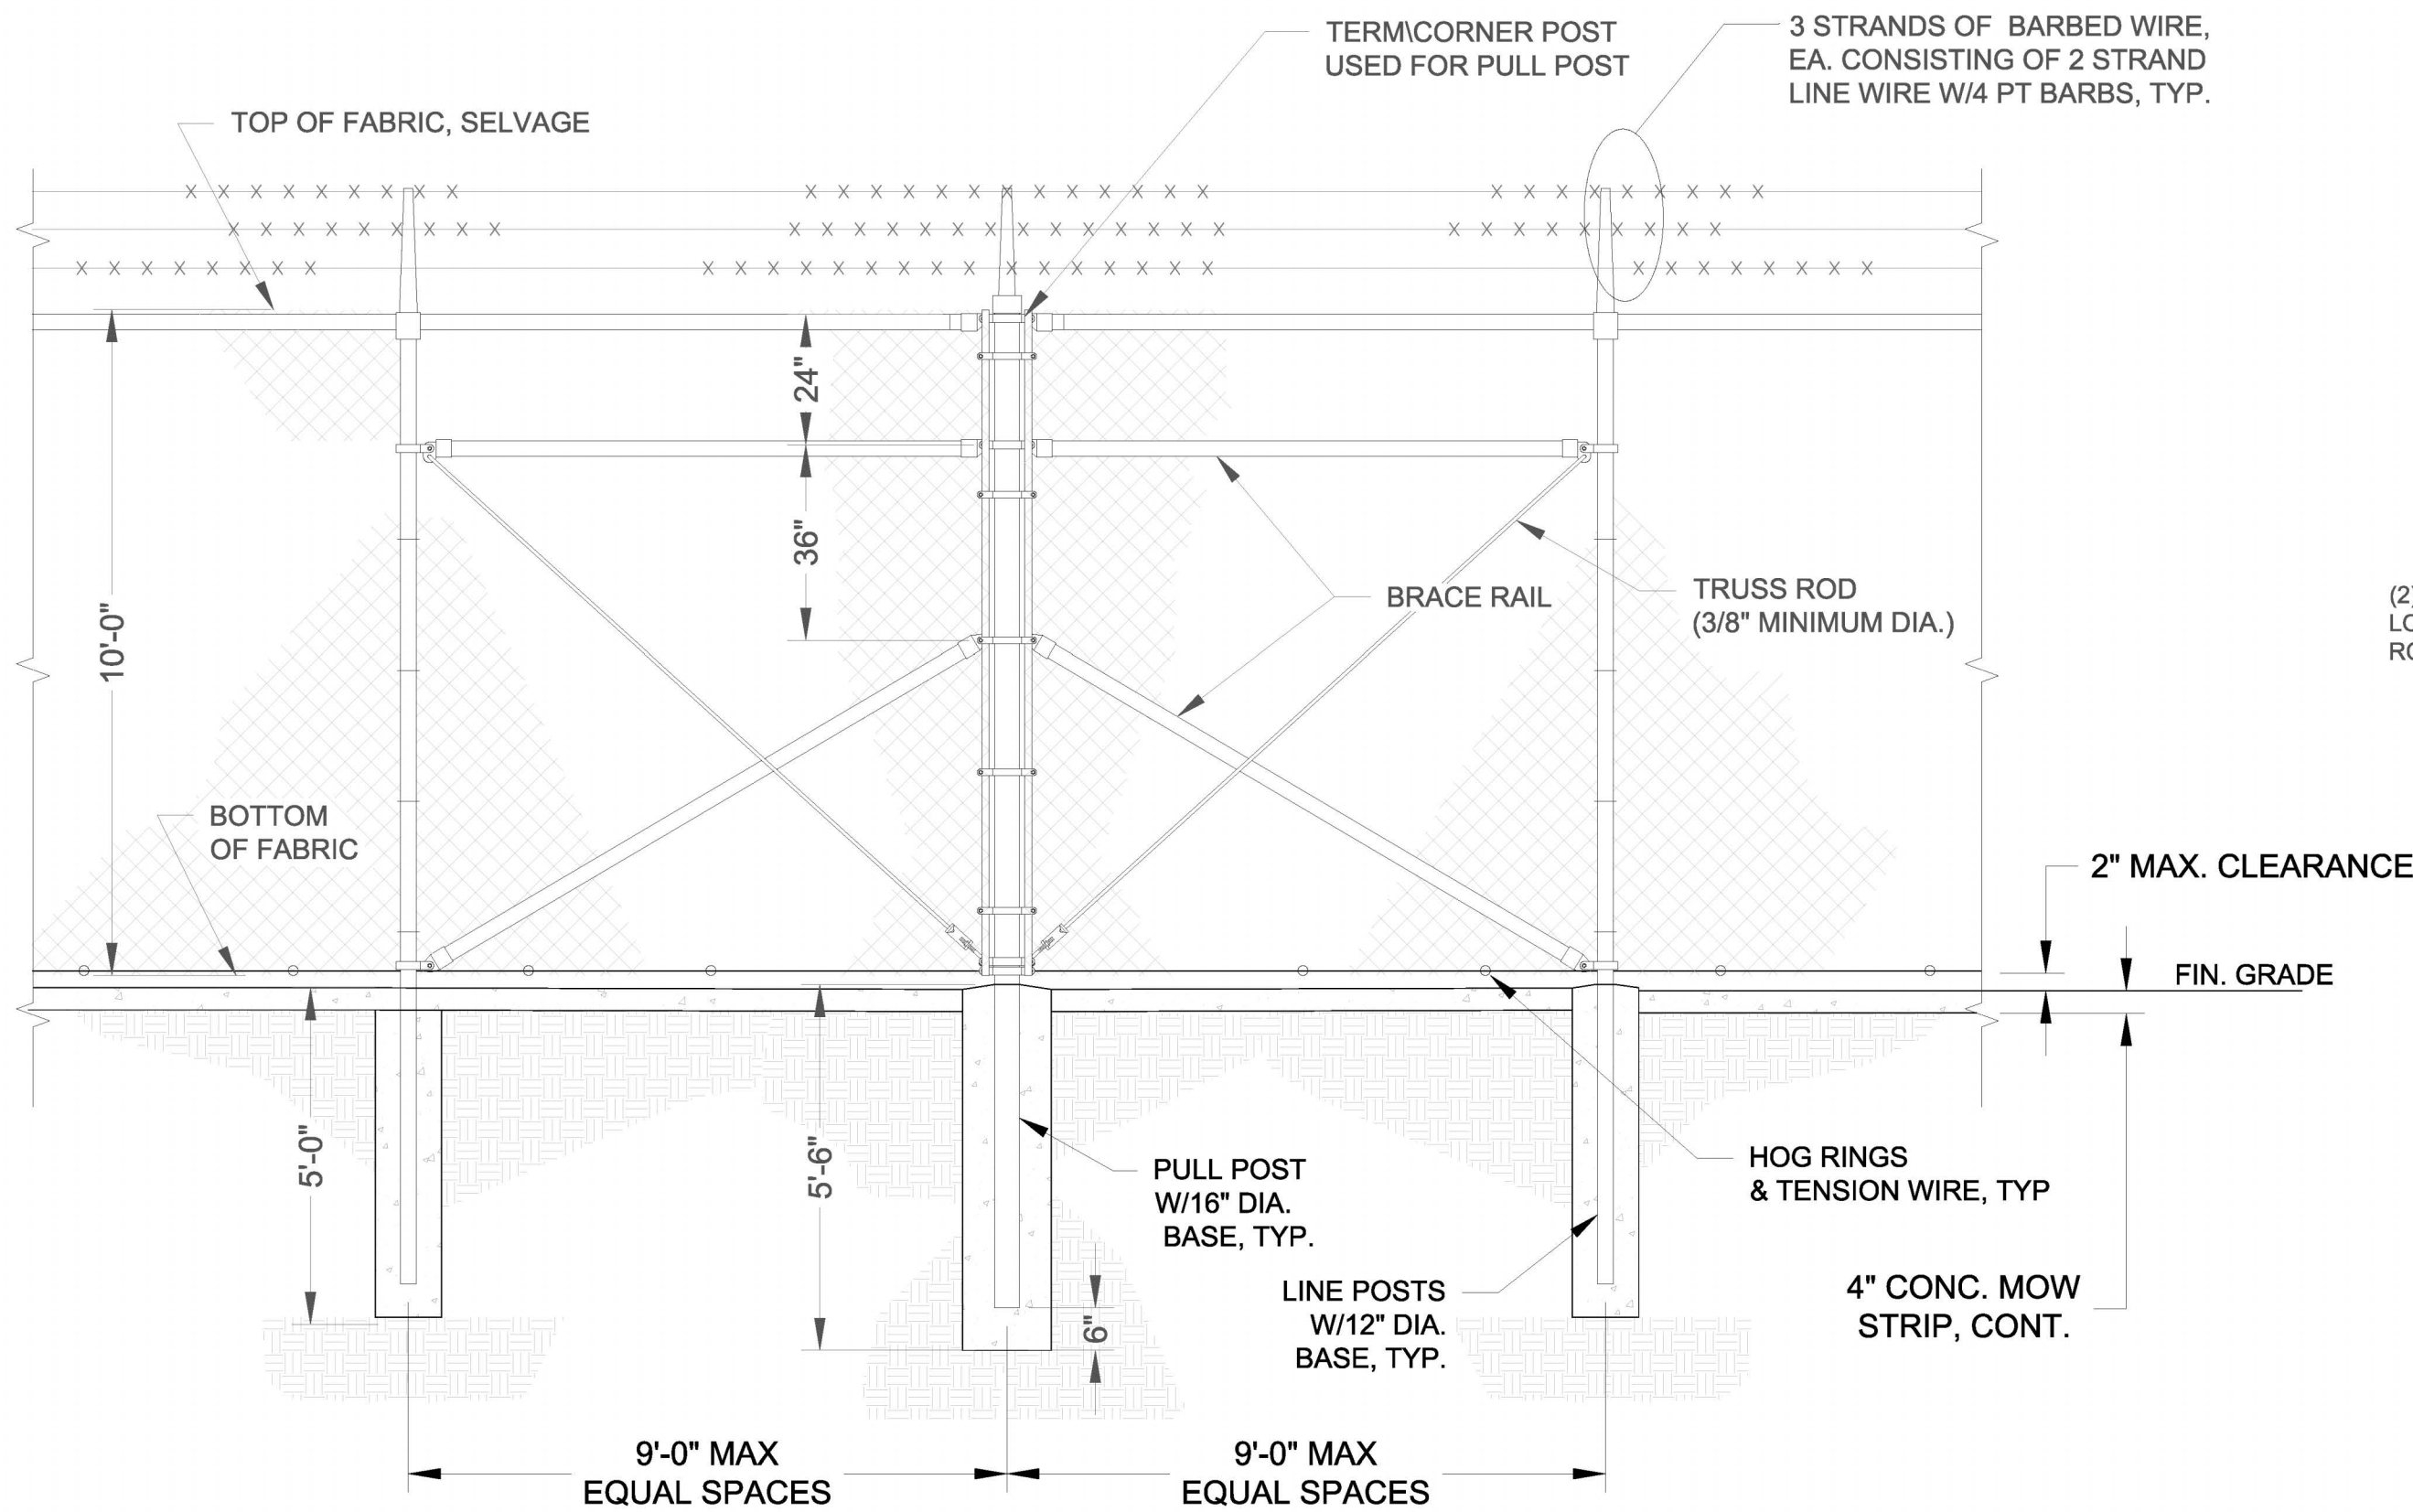 TERM\CORNER POST
USED FOR PULL POST
3 STRANDS OF BARBED WIRE,
EA. CONSISTING OF 2 STRAND
LINE WIRE W/4 PT BARBS, TYP.
TOP OF FABRIC, SELVAGE
24"
36"
10'-0"
BRACE RAIL
TRUSS ROD
(3/8" MINIMUM DIA.)
(2)
LO
RO
BOTTOM
OF FABRIC
2" MAX. CLEARANCE
FIN. GRADE
5'-0"
5'-6"
PULL POST
W/16" DIA.
BASE, TYP.
HOG RINGS
& TENSION WIRE, TYP
LINE POSTS
W/12" DIA.
BASE, TYP.
6"
4" CONC. MOW
STRIP, CONT.
9'-0" MAX
EQUAL SPACES
9'-0" MAX
EQUAL SPACES